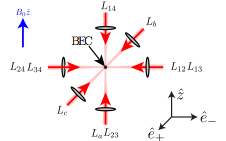 L₁₄
B₀ẑ
L_b
BEC
L₂₄ L₃₄
L₁₂ L₁₃
L_c
L_a L₂₃
ẑ
ê₋
ê₊